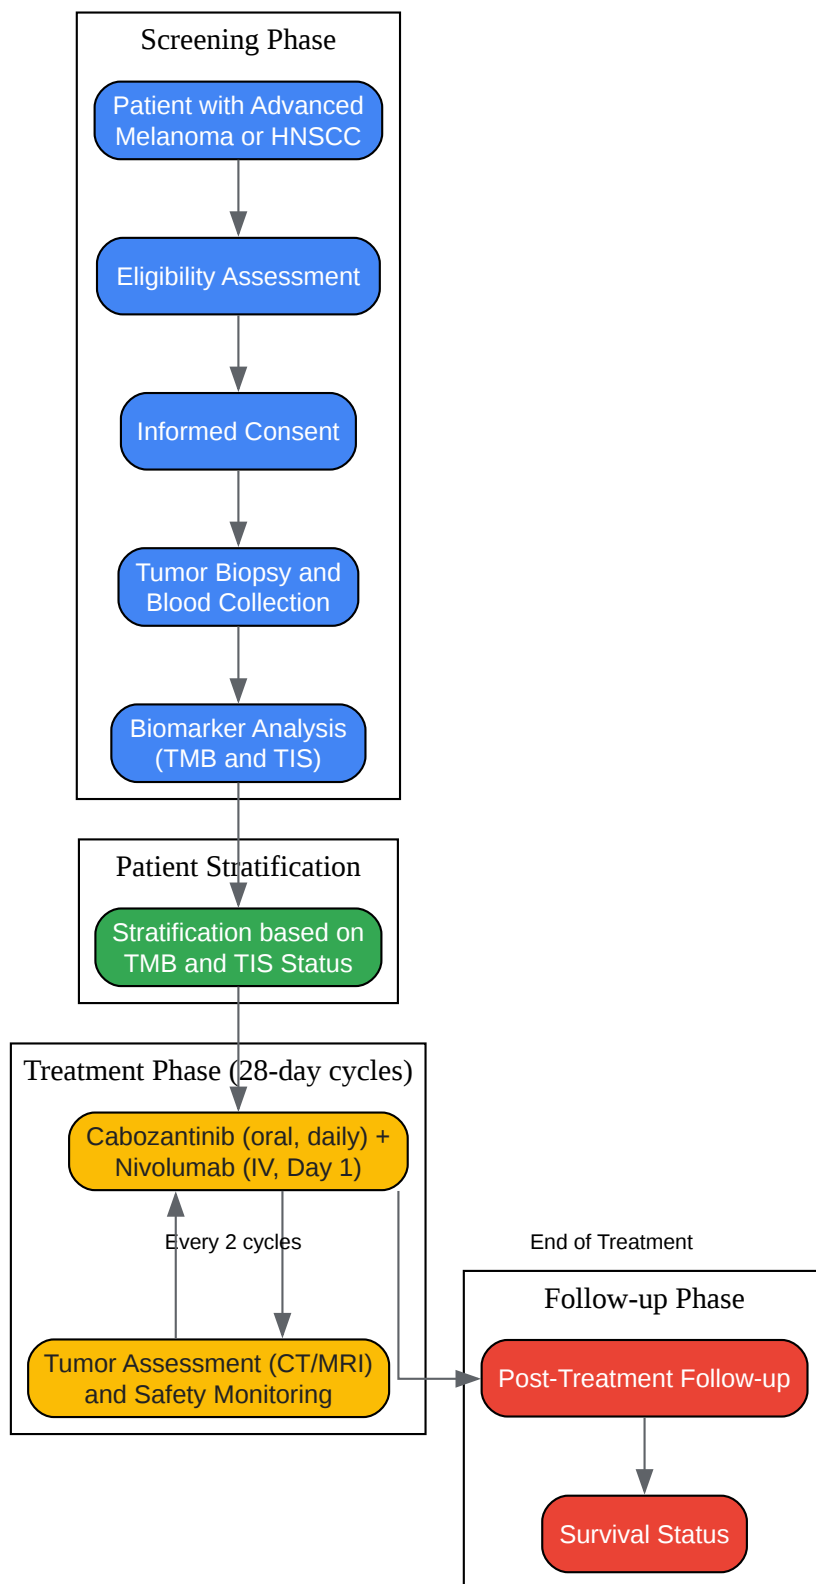 Screening Phase
Patient with Advanced
Melanoma or HNSCC
Eligibility Assessment
Informed Consent
Tumor Biopsy and
Blood Collection
Biomarker Analysis
(TMB and TIS)
Patient Stratification
Stratification based on
TMB and TIS Status
Treatment Phase (28-day cycles)
Cabozantinib (oral, daily) +
Nivolumab (IV, Day 1)
Every 2 cycles
Tumor Assessment (CT/MRI)
and Safety Monitoring
End of Treatment
Follow-up Phase
Post-Treatment Follow-up
Survival Status